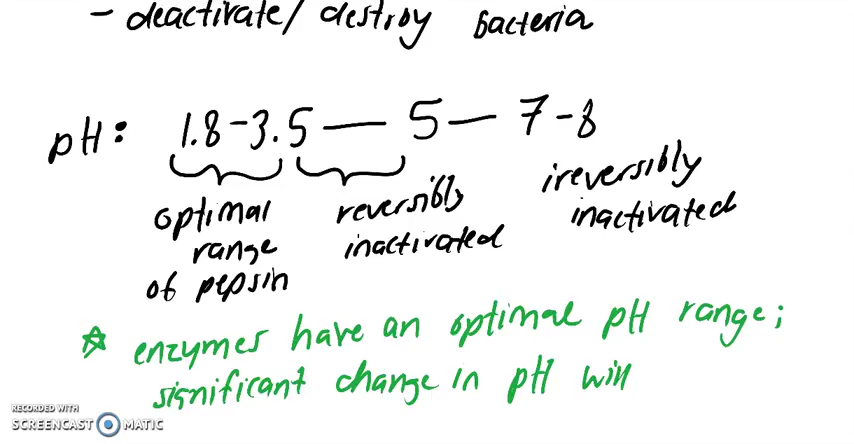 - deactivate/ destroy bacteria
pH: 1.8-3.5 — 5 — 7-8
optimal range of pepsin
reversibly inactivated
ireversibly inactivated
☆ enzymes have an optimal pH range;
significant change in pH will
RECORDED WITH
SCREENCAST MATIC